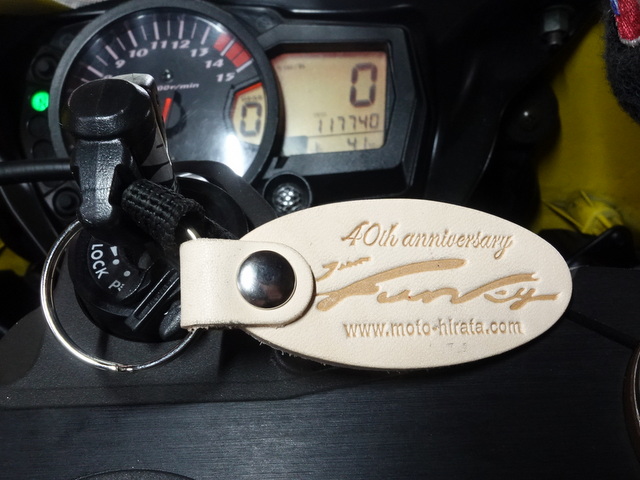 9 10 11 12 13 14 15
0
0
117740
41
LOCK
40th anniversary
Just
Funky
www.moto-hirata.com